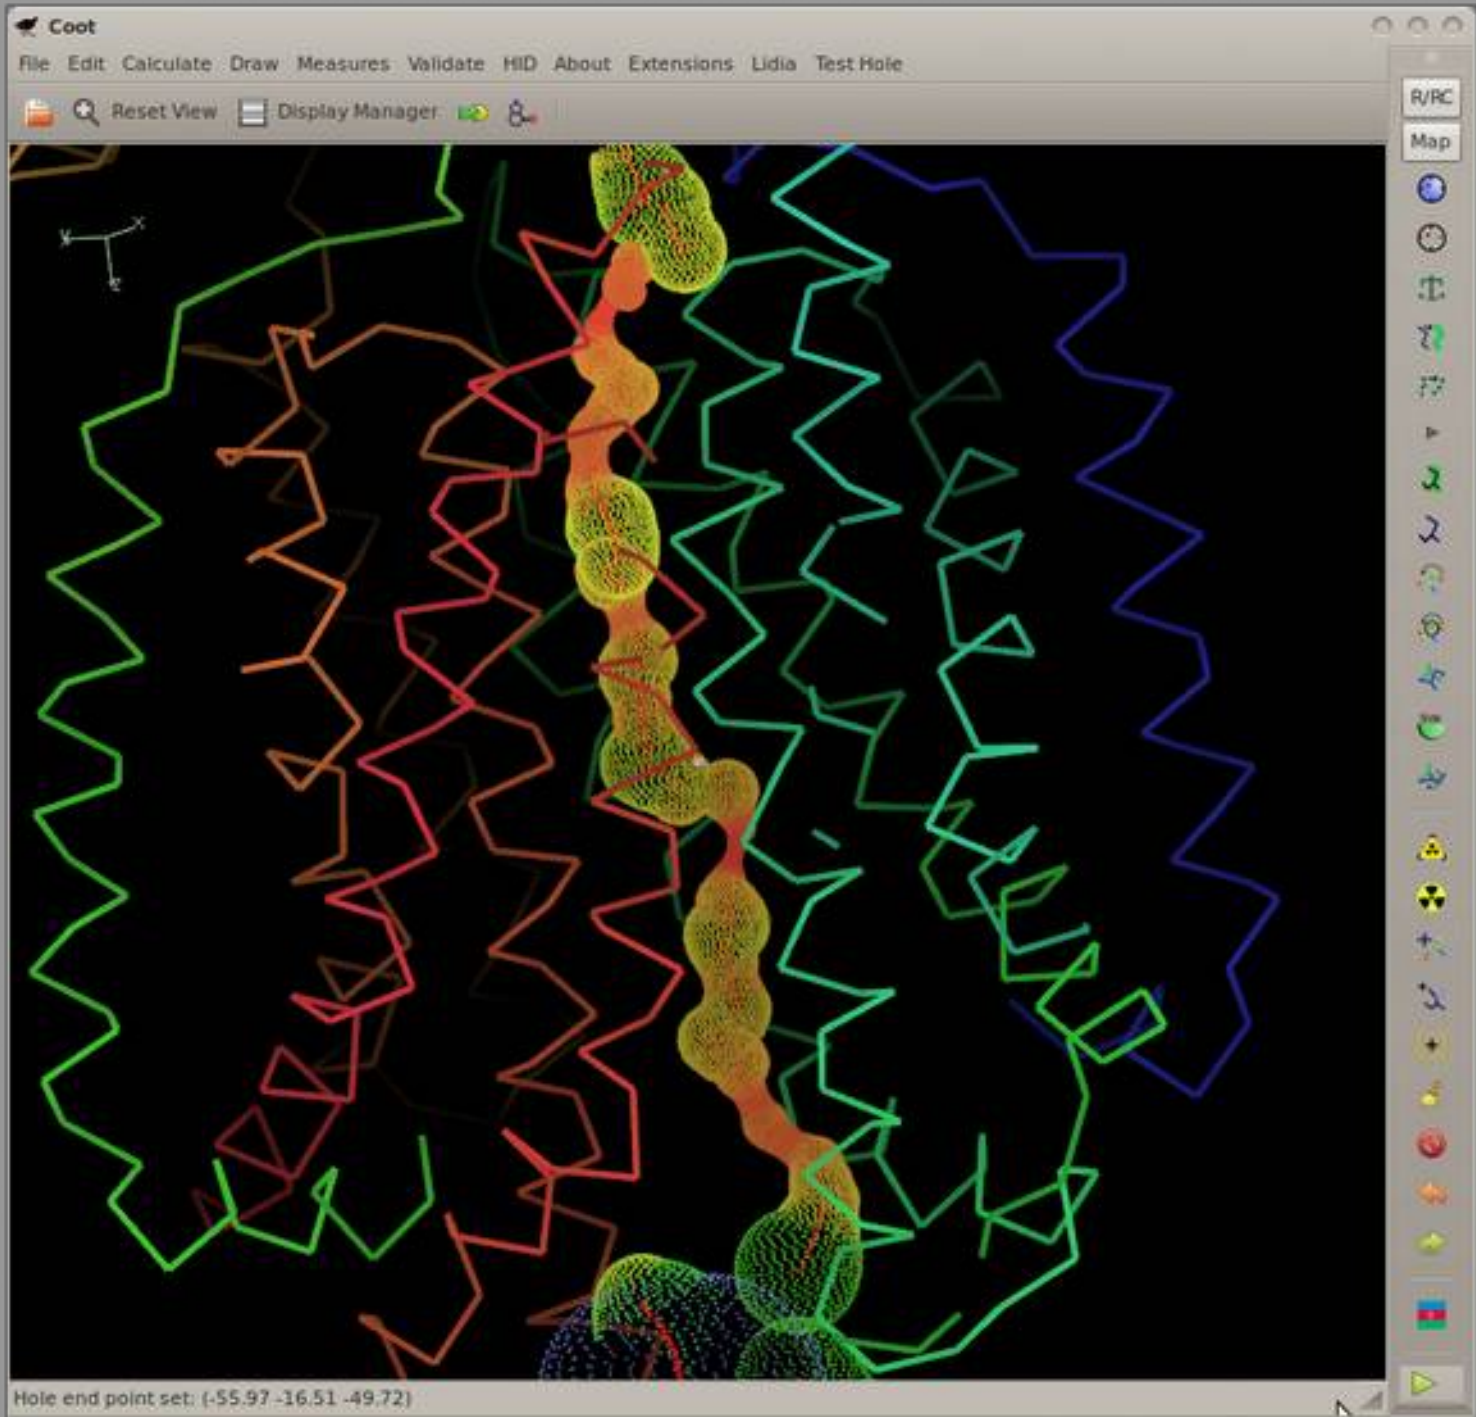 Coot
File Edit Calculate Draw Measures Validate HID About Extensions Lidia Test Hole
Reset View Display Manager
R/RC
Map
x
y
z
Hole end point set: (-55.97 -16.51 -49.72)